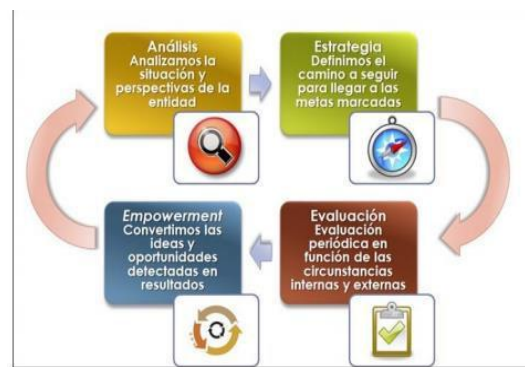 Análisis
Analizamos la
situación y
perspectivas de la
entidad
Estrategia
Definimos el
camino a seguir
para llegar a las
metas marcadas
Empowerment
Convertimos las
ideas y
oportunidades
detectadas en
resultados
Evaluación
Evaluación
periódica en
función de las
circunstancias
internas y externas